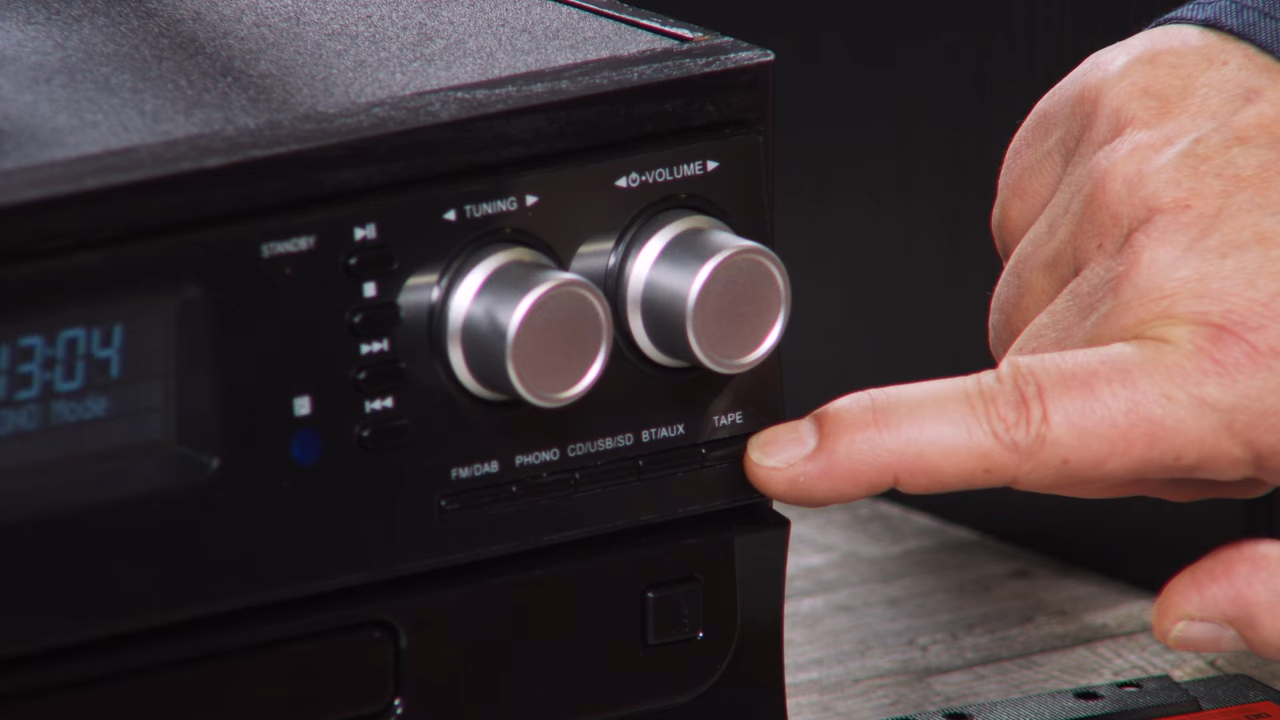 VOLUME
TUNING
STANDBY
13:04
Mode
FM/DAB PHONO CD/USB/SD BT/AUX TAPE